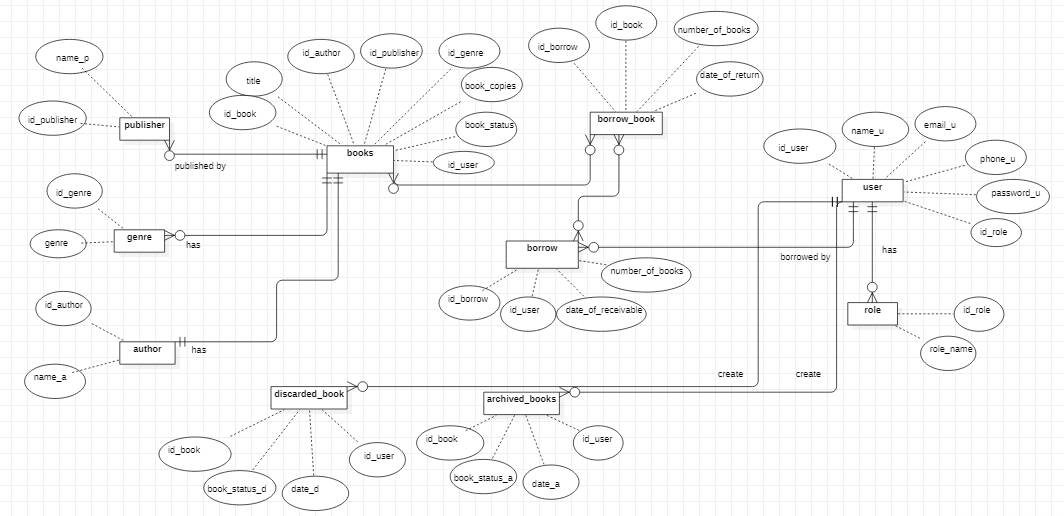 id_book
number_of_books
id_borrow
name_p
id_author
id_publisher
id_genre
title
book_copies
date_of_return
id_book
id_publisher
publisher
book_status
borrow_book
email_u
name_u
id_user
phone_u
books
published by
id_user
user
password_u
id_genre
genre
genre
has
id_role
borrow
borrowed by
has
number_of_books
id_borrow
id_user
date_of_receivable
id_author
role
id_role
author
has
role_name
name_a
create
create
discarded_book
archived_books
id_book
id_user
id_book
id_user
book_status_d
date_d
book_status_a
date_a